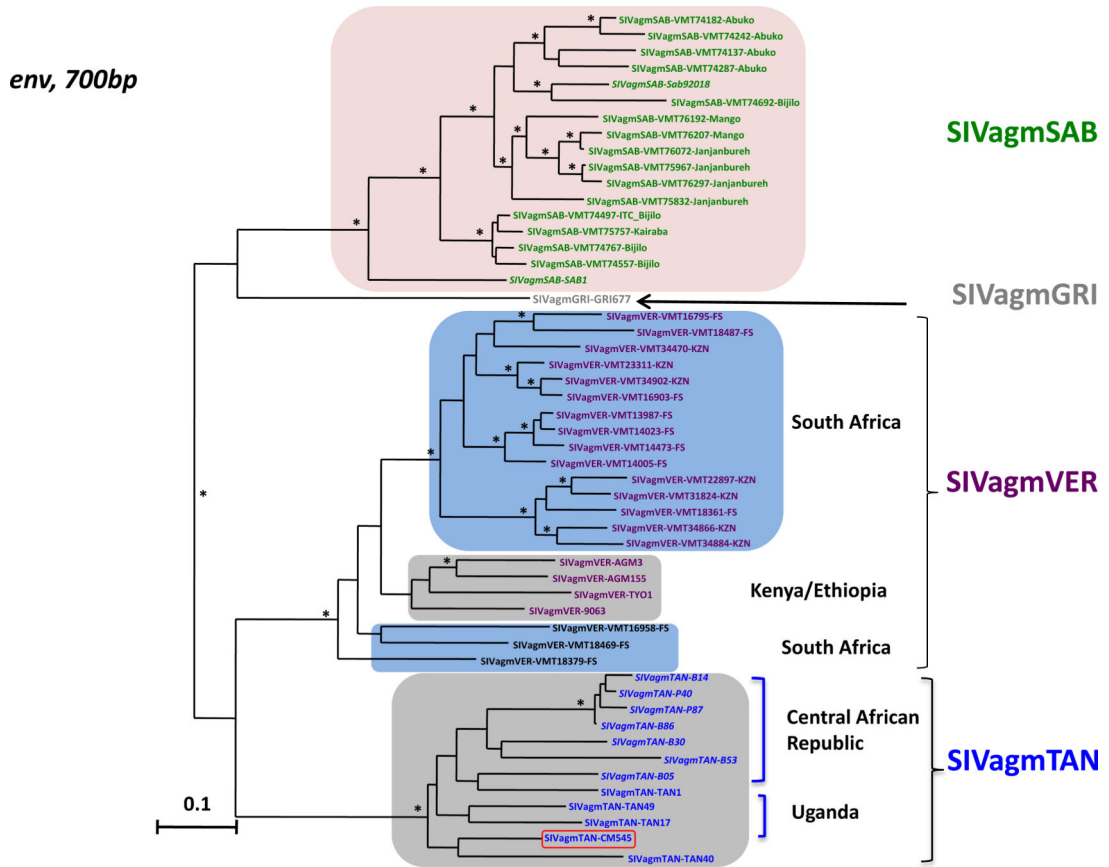 env, 700bp
SIVagmSAB-VMT74182-Abuko
SIVagmSAB-VMT74242-Abuko
SIVagmSAB-VMT74137-Abuko
SIVagmSAB-VMT74287-Abuko
SIVagmSAB-Sab92018
SIVagmSAB-VMT74692-Bijilo
SIVagmSAB-VMT76192-Mango
SIVagmSAB-VMT76207-Mango
SIVagmSAB-VMT76072-Janjanbureh
SIVagmSAB-VMT75967-Janjanbureh
SIVagmSAB-VMT76297-Janjanbureh
SIVagmSAB-VMT75832-Janjanbureh
SIVagmSAB-VMT74497-ITC_Bijilo
SIVagmSAB-VMT75757-Kairaba
SIVagmSAB-VMT74767-Bijilo
SIVagmSAB-VMT74557-Bijilo
SIVagmSAB-SAB1
SIVagmSAB
SIVagmGRI-GRI677
SIVagmGRI
SIVagmVER-VMT16795-FS
SIVagmVER-VMT18487-FS
SIVagmVER-VMT34470-KZN
SIVagmVER-VMT23311-KZN
SIVagmVER-VMT34902-KZN
SIVagmVER-VMT16903-FS
SIVagmVER-VMT13987-FS
SIVagmVER-VMT14023-FS
SIVagmVER-VMT14473-FS
SIVagmVER-VMT14005-FS
SIVagmVER-VMT22897-KZN
SIVagmVER-VMT31824-KZN
SIVagmVER-VMT18361-FS
SIVagmVER-VMT34866-KZN
SIVagmVER-VMT34884-KZN
South Africa
SIVagmVER
SIVagmVER-AGM3
SIVagmVER-AGM155
SIVagmVER-TYO1
SIVagmVER-9063
Kenya/Ethiopia
SIVagmVER-VMT16958-FS
SIVagmVER-VMT18469-FS
SIVagmVER-VMT18379-FS
South Africa
SIVagmTAN-B14
SIVagmTAN-P40
SIVagmTAN-P87
SIVagmTAN-B86
SIVagmTAN-B30
SIVagmTAN-B53
SIVagmTAN-B05
SIVagmTAN-TAN1
SIVagmTAN-TAN49
SIVagmTAN-TAN17
SIVagmTAN-CM545
SIVagmTAN-TAN40
Central African
Republic
Uganda
SIVagmTAN
0.1